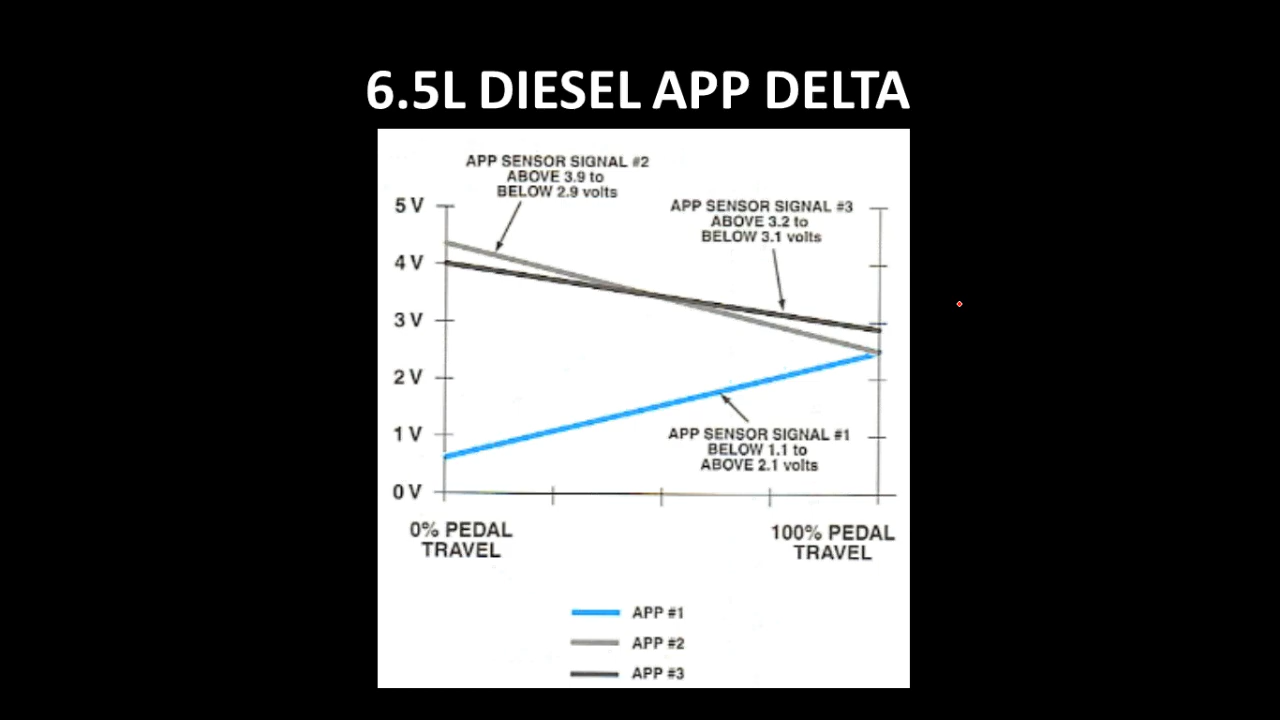 6.5L DIESEL APP DELTA
APP SENSOR SIGNAL #2
ABOVE 3.9 to
BELOW 2.9 volts
APP SENSOR SIGNAL #3
ABOVE 3.2 to
BELOW 3.1 volts
5 V
4 V
3 V
2 V
1 V
0 V
APP SENSOR SIGNAL #1
BELOW 1.1 to
ABOVE 2.1 volts
0% PEDAL
TRAVEL
100% PEDAL
TRAVEL
APP #1
APP #2
APP #3